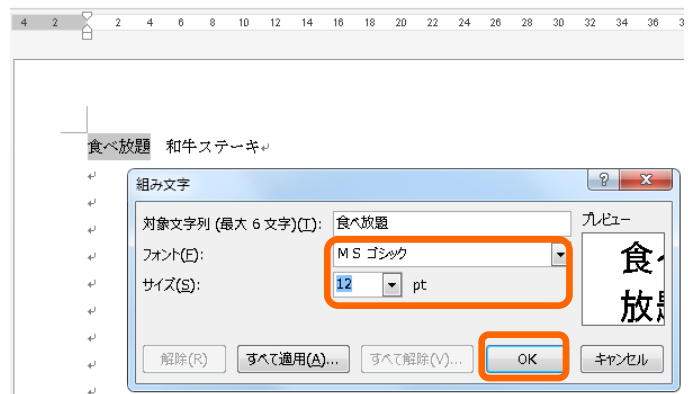 4 2 2 4 6 8 10 12 14 16 18 20 22 24 26 28 30 32 34 36
食べ放題 和牛ステーキ↵
組み文字
対象文字列 (最大 6 文字)(T): 食べ放題
プレビュー
フォント(F): ＭＳ ゴシック
サイズ(S): 12 pt
食べ
放題
解除(R) すべて適用(A)... すべて解除(V)... OK キャンセル